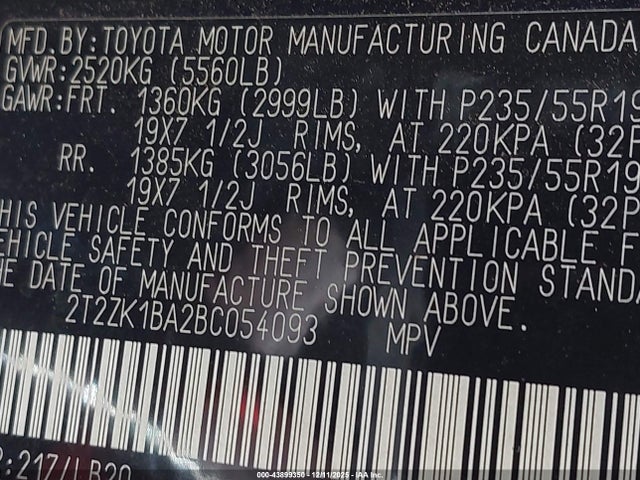 MFD.BY:TOYOTA MOTOR MANUFACTURING CANADA
GVWR:2520KG (5560LB)
GAWR:FRT. 1360KG (2999LB) WITH P235/55R19
19X7 1/2J RIMS, AT 220KPA (32P
RR. 1385KG (3056LB) WITH P235/55R19
19X7 1/2J RIMS, AT 220KPA (32P
HIS VEHICLE CONFORMS TO ALL APPLICABLE F
EHICLE SAFETY AND THEFT PREVENTION STANDA
E DATE OF MANUFACTURE SHOWN ABOVE.
2T2ZK1BA2BC054093 MPV
:217/LB20
000-43899350 - 12/11/2025 - IAA Inc.